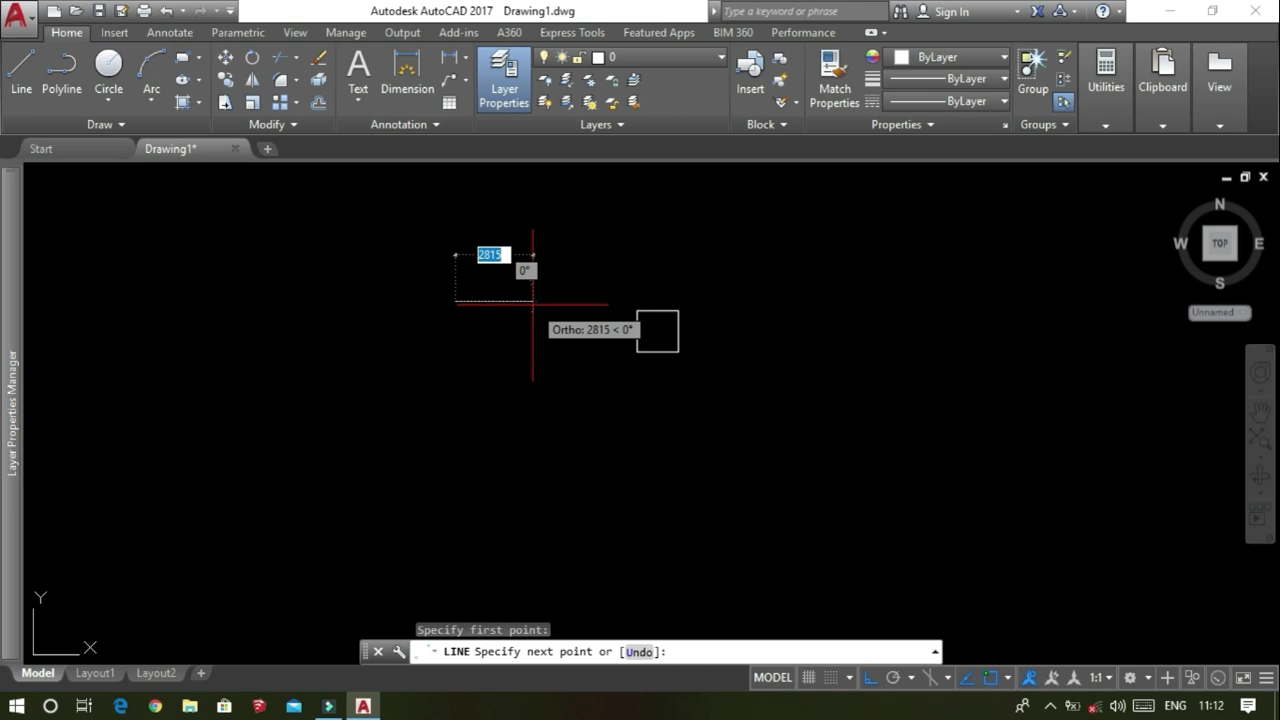 Autodesk AutoCAD 2017 Drawing1.dwg
Type a keyword or phrase
Sign In
Home Insert Annotate Parametric View Manage Output Add-ins A360 Express Tools Featured Apps BIM 360 Performance
Line Polyline Circle Arc
Text Dimension
Layer Properties
0
Insert
Match Properties
ByLayer
ByLayer
ByLayer
Group
Utilities
Clipboard
View
Draw Modify Annotation Layers Block Properties Groups
Start Drawing1*
Layer Properties Manager
2815
0°
Ortho: 2815 < 0°
N
W TOP E
S
Unnamed
Y
X
Specify first point:
LINE Specify next point or [Undo]:
Model Layout1 Layout2
MODEL
1:1
ENG 11:12